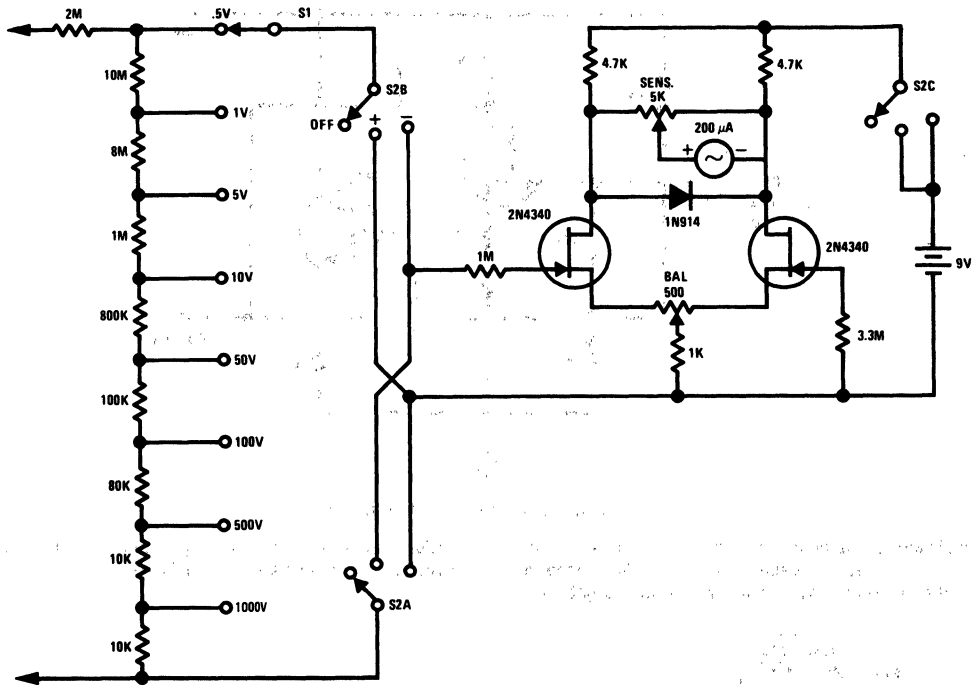 2M
.5V
S1
10M
1V
8M
5V
1M
10V
800K
50V
100K
100V
80K
500V
10K
1000V
10K
S2B
OFF
+
–
S2A
1M
2N4340
4.7K
SENS.
5K
4.7K
200 μA
+
–
1N914
2N4340
BAL
500
1K
3.3M
S2C
9V